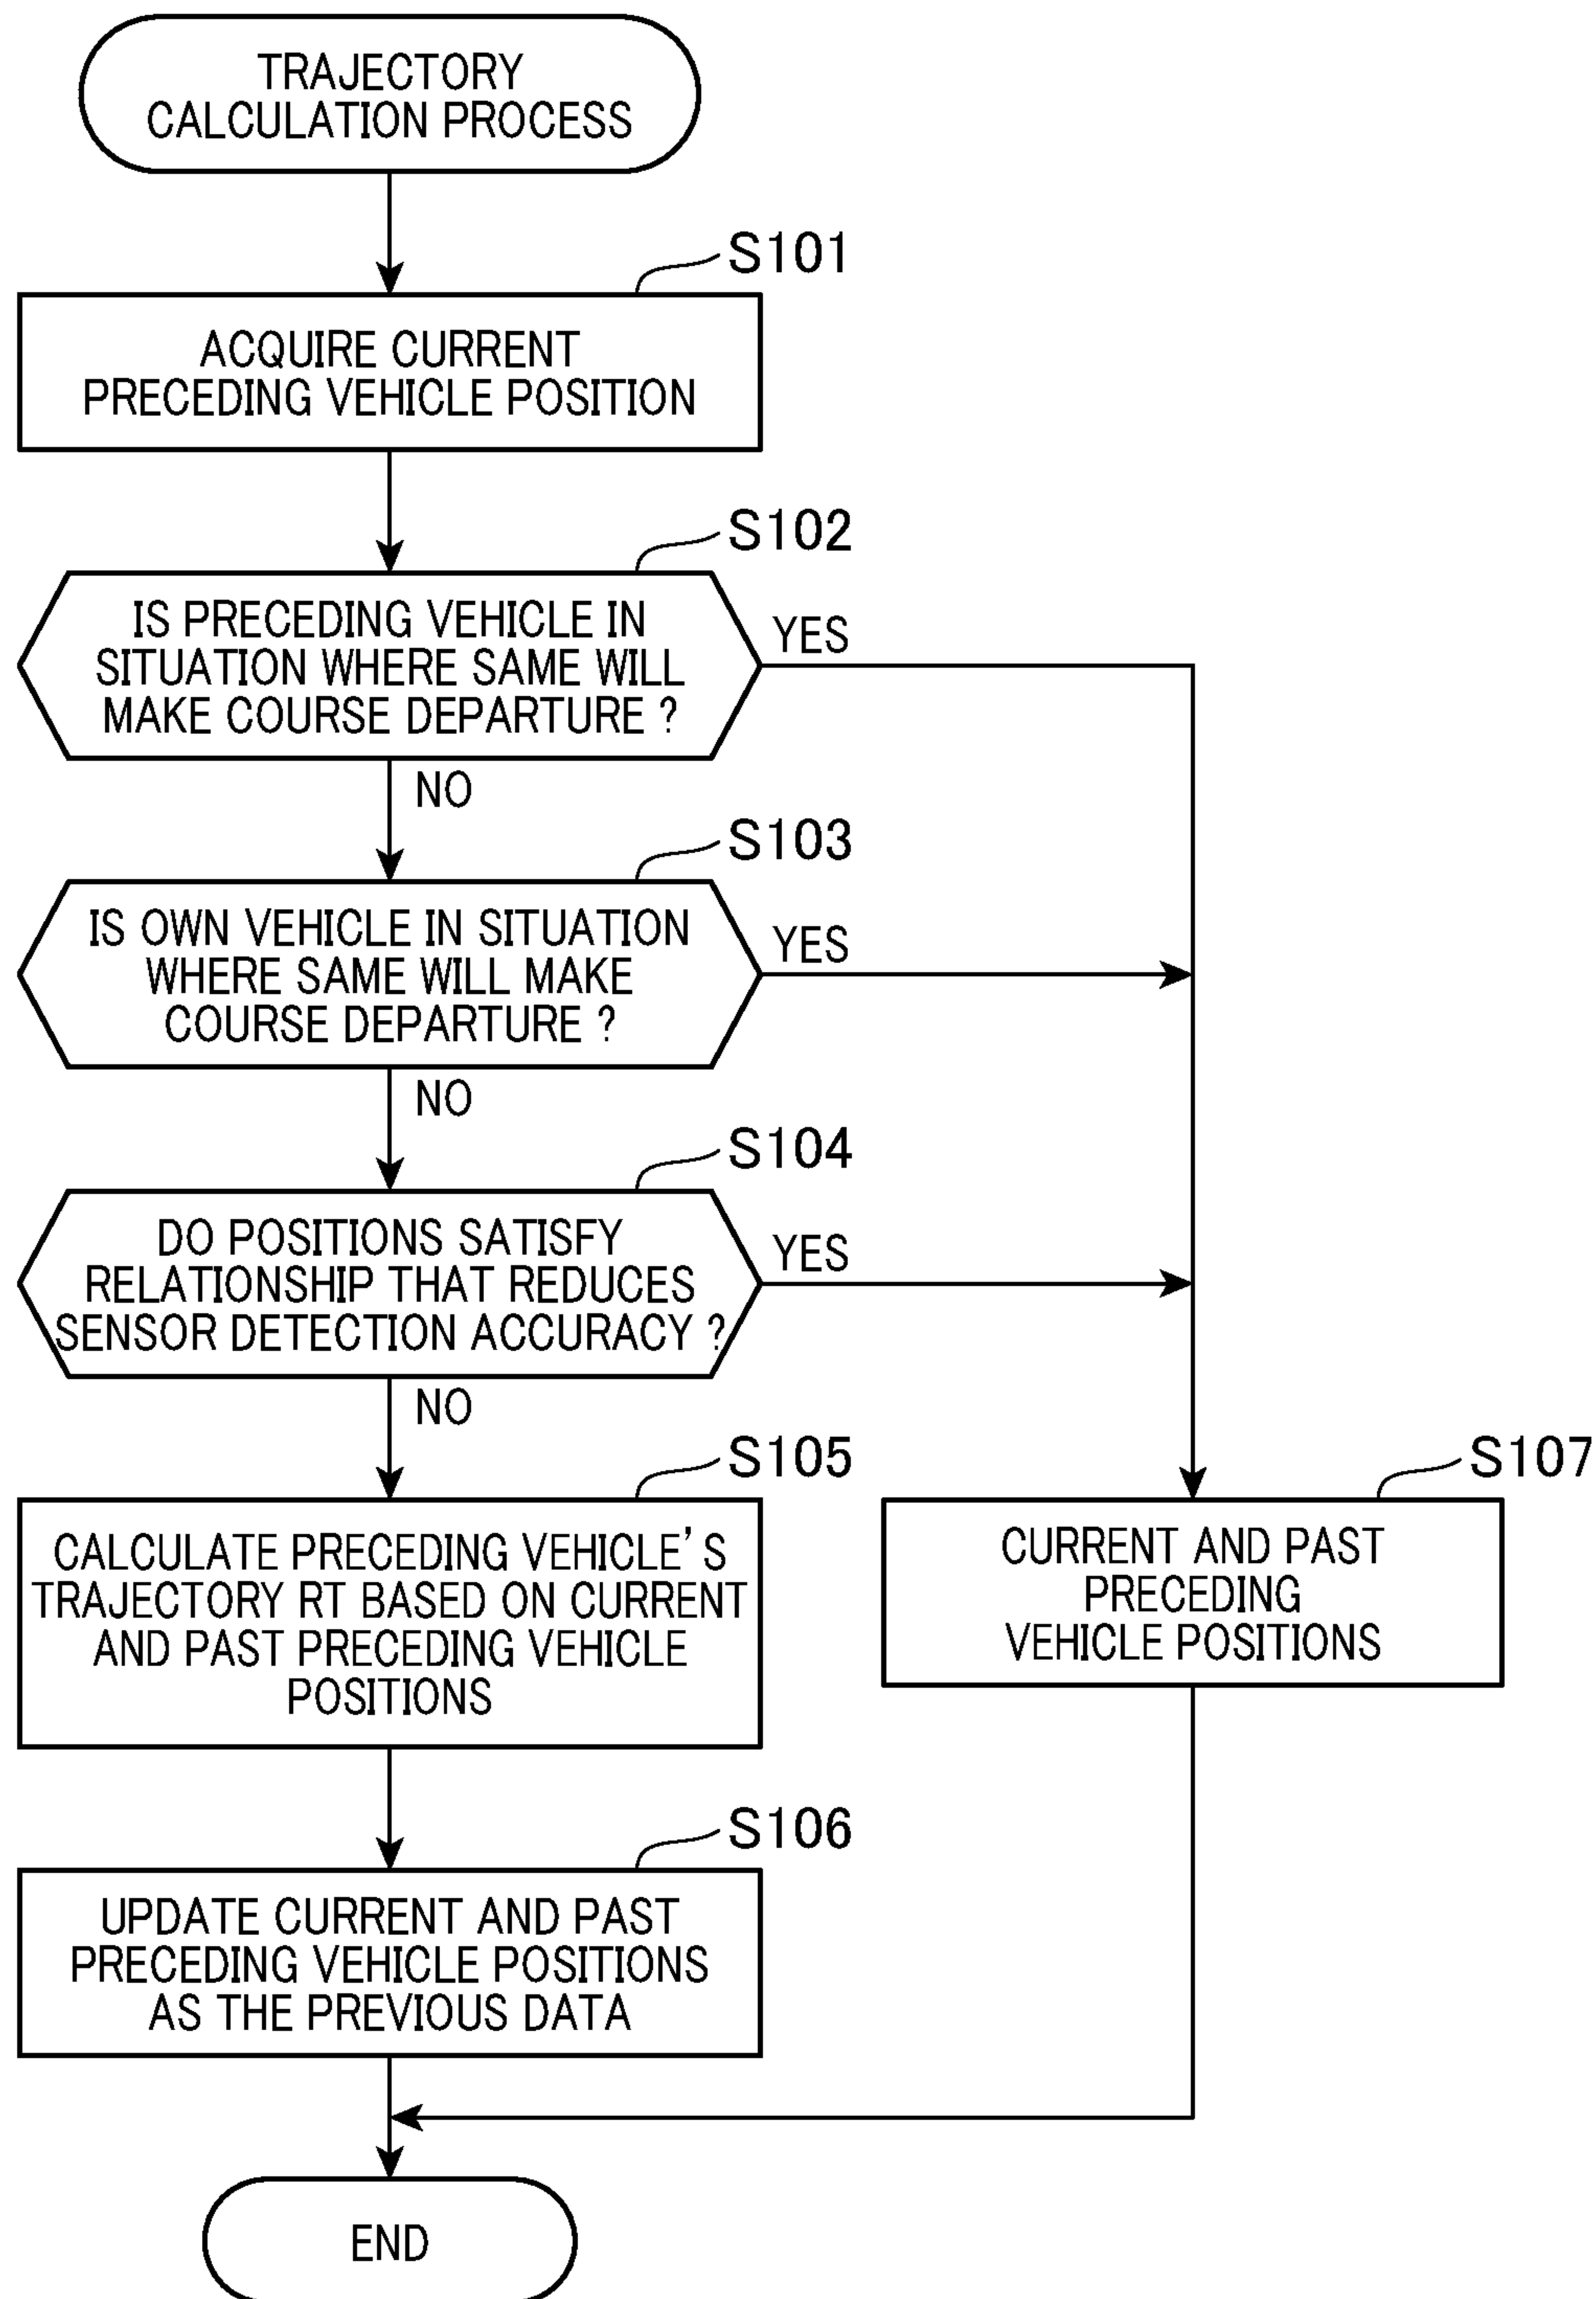 TRAJECTORY
CALCULATION PROCESS
S101
ACQUIRE CURRENT
PRECEDING VEHICLE POSITION
S102
IS PRECEDING VEHICLE IN
SITUATION WHERE SAME WILL
MAKE COURSE DEPARTURE ?
YES
NO
S103
IS OWN VEHICLE IN SITUATION
WHERE SAME WILL MAKE
COURSE DEPARTURE ?
YES
NO
S104
DO POSITIONS SATISFY
RELATIONSHIP THAT REDUCES
SENSOR DETECTION ACCURACY ?
YES
NO
S105
CALCULATE PRECEDING VEHICLE'S
TRAJECTORY RT BASED ON CURRENT
AND PAST PRECEDING VEHICLE
POSITIONS
S107
CURRENT AND PAST
PRECEDING
VEHICLE POSITIONS
S106
UPDATE CURRENT AND PAST
PRECEDING VEHICLE POSITIONS
AS THE PREVIOUS DATA
END